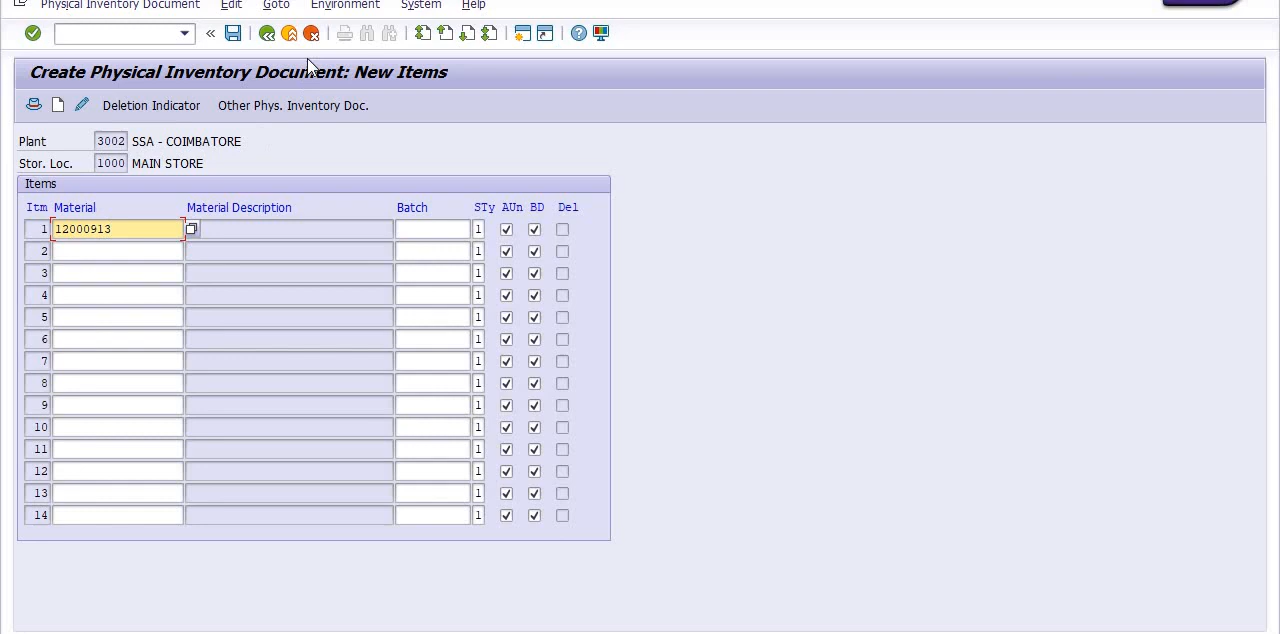 Physical Inventory Document Edit Goto Environment System Help
Create Physical Inventory Document: New Items
Deletion Indicator Other Phys. Inventory Doc.
Plant 3002 SSA - COIMBATORE
Stor. Loc. 1000 MAIN STORE
Items
Itm Material Material Description Batch STy AUn BD Del
1 12000913 1
2 1
3 1
4 1
5 1
6 1
7 1
8 1
9 1
10 1
11 1
12 1
13 1
14 1